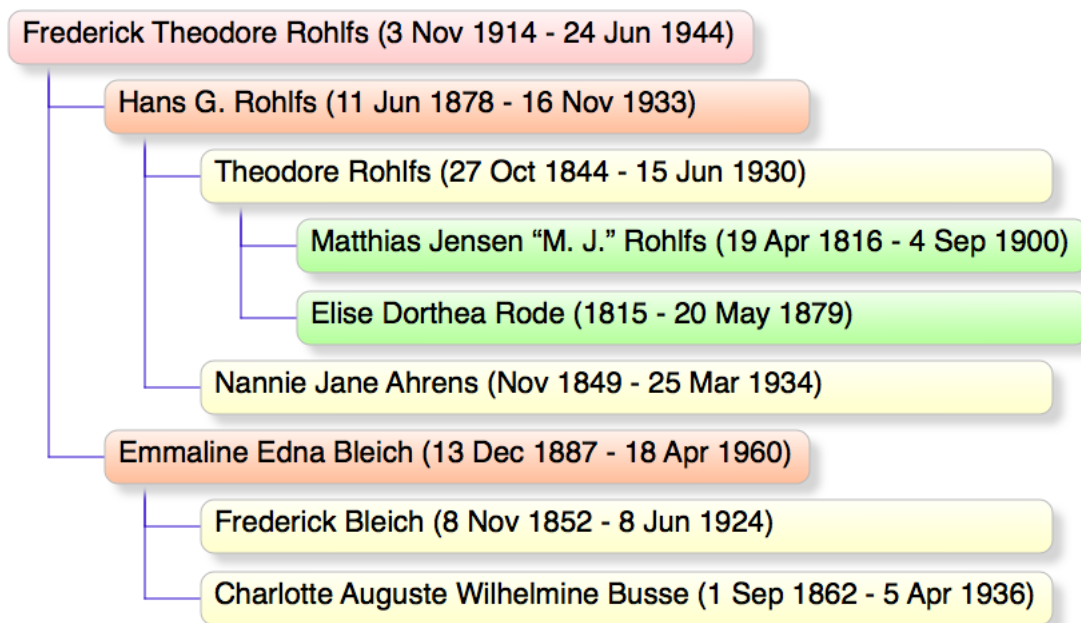 Frederick Theodore Rohlfs (3 Nov 1914 - 24 Jun 1944)
Hans G. Rohlfs (11 Jun 1878 - 16 Nov 1933)
Theodore Rohlfs (27 Oct 1844 - 15 Jun 1930)
Matthias Jensen “M. J.” Rohlfs (19 Apr 1816 - 4 Sep 1900)
Elise Dorthea Rode (1815 - 20 May 1879)
Nannie Jane Ahrens (Nov 1849 - 25 Mar 1934)
Emmaline Edna Bleich (13 Dec 1887 - 18 Apr 1960)
Frederick Bleich (8 Nov 1852 - 8 Jun 1924)
Charlotte Auguste Wilhelmine Busse (1 Sep 1862 - 5 Apr 1936)